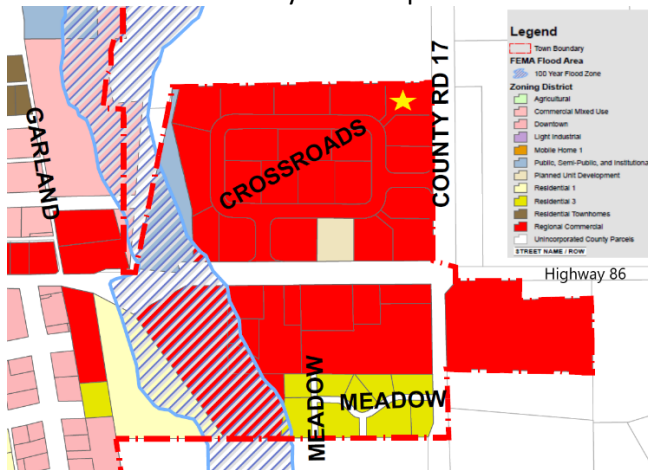 GARLAND
CROSSROADS
COUNTY RD 17
Highway 86
MEADOW
MEADOW
Legend
Town Boundary
FEMA Flood Area
100 Year Flood Zone
Zoning District
Agricultural
Commercial Mixed Use
Downtown
Light Industrial
Mobile Home 1
Public, Semi-Public, and Institutional
Planned Unit Development
Residential 1
Residential 3
Residential Townhomes
Regional Commercial
Unincorporated County Parcels
STREET NAME / ROW